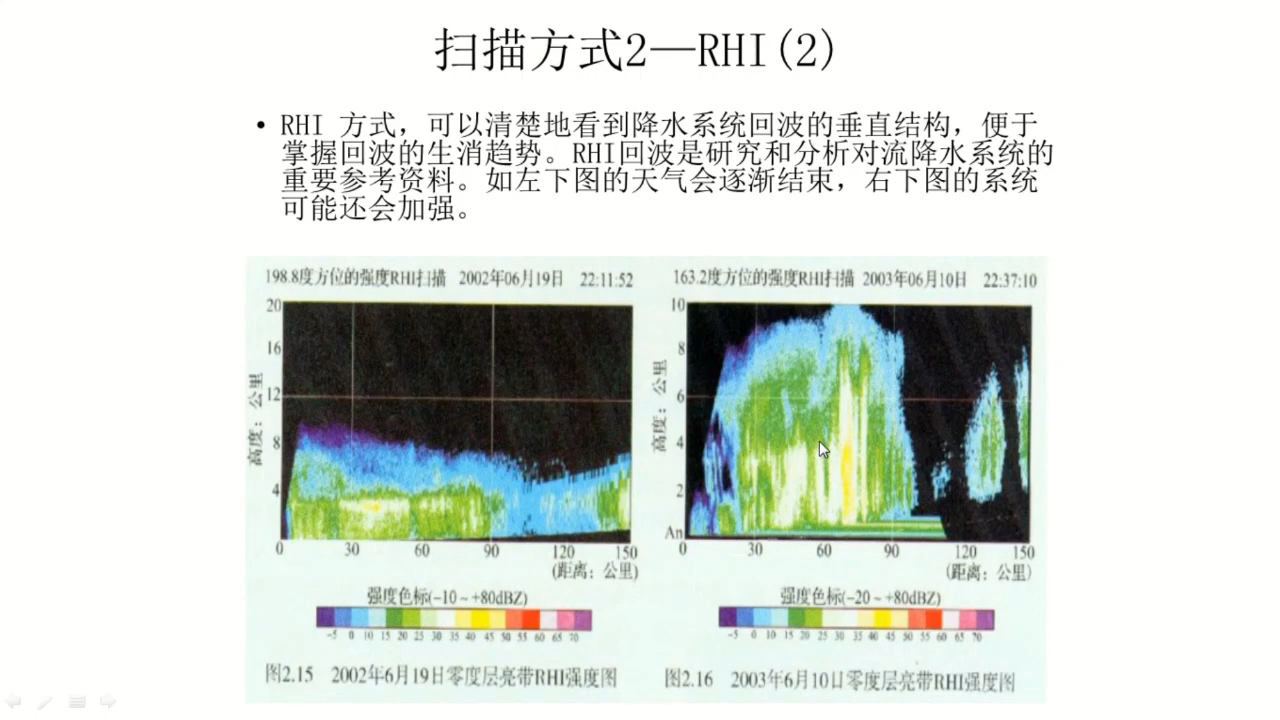 扫描方式2—RHI(2)
• RHI 方式，可以清楚地看到降水系统回波的垂直结构，便于
掌握回波的生消趋势。RHI回波是研究和分析对流降水系统的
重要参考资料。如左下图的天气会逐渐结束，右下图的系统
可能还会加强。
198.8度方位的强度RHI扫描 2002年06月19日 22:11:52
20
16
12
8
4
高度：公里
0 30 60 90 120 150
(距离：公里)
强度色标(-10～+80dBZ)
-5 0 10 15 20 25 30 35 40 45 50 55 60 65 70
图2.15 2002年6月19日零度层亮带RHI强度图
163.2度方位的强度RHI扫描 2003年06月10日 22:37:10
10
8
6
4
2
An
高度：公里
0 30 60 90 120 150
(距离：公里)
强度色标(-20～+80dBZ)
-5 0 10 15 20 25 30 35 40 45 50 55 60 65 70
图2.16 2003年6月10日零度层亮带RHI强度图